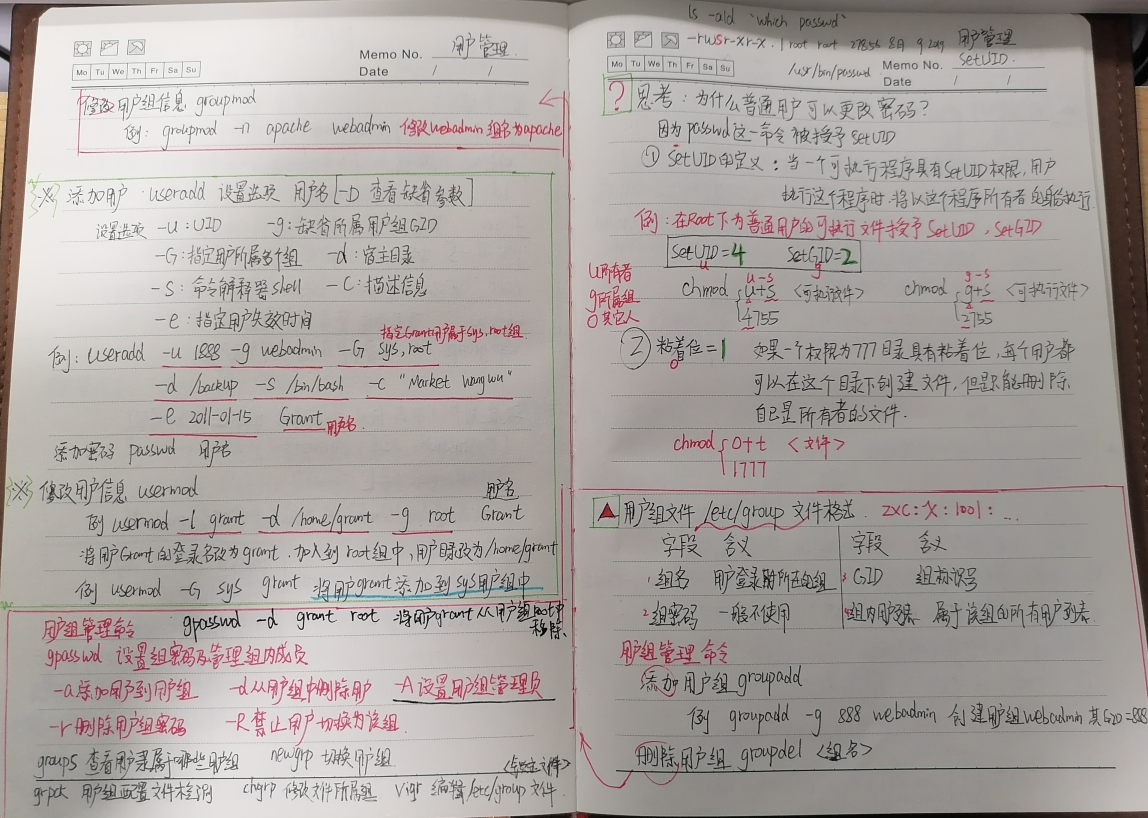 Memo No. 用户管理
Mo Tu We Th Fr Sa Su
Date / /
修改用户组信息 groupmod
例: groupmod -n apache webadmin 修改webadmin组名为apache
※ 添加用户 useradd 设置选项 用户名 [-D 查看缺省参数]
设置选项 -u: UID -g: 缺省所属用户组GID
-G: 指定用户所属多个组 -d: 宿主目录
-s: 命令解释器shell -c: 描述信息
-e: 指定用户失效时间
指定Grant用户属于sys,root组
例: useradd -u 1888 -g webadmin -G sys,root
-d /backup -s /bin/bash -c "Market wangwu"
-e 2011-01-15 Grant 用户名.
添加密码 passwd 用户名
※ 修改用户信息 usermod 用户名
例 usermod -l grant -d /home/grant -g root Grant
将用户Grant的登录名改为grant,加入到root组中,用户目录改为/home/grant
例 usermod -G sys grant 将用户grant添加到sys用户组中
gpasswd -d grant root 将用户grant从用户组root中移除.
用户组管理命令
gpasswd 设置组密码及管理组内成员
-a 添加用户到用户组 -d 从用户组中删除用户 -A 设置用户组管理员
-r 删除用户组密码 -R 禁止用户切换为该组.
groups 查看用户隶属于哪些用户组 newgrp 切换用户组
grpck 用户组配置文件检测 chgrp 修改文件所属组 vigr 编辑/etc/group文件
ls -ald `which passwd`
-rwsr-xr-x. 1 root root 27856 8月 9 2019
/usr/bin/passwd
用户管理
Memo No. SetUID.
Mo Tu We Th Fr Sa Su
Date / /
? 思考: 为什么普通用户可以更改密码?
因为passwd这一命令被授予SetUID
① SetUID的定义: 当一个可执行程序具有SetUID权限,用户
执行这个程序时,将以这个程序所有者的身份执行.
例: 在Root下为普通用户的可执行文件授予SetUID, SetGID
SetUID=4 SetGID=2
u g
u所有者
g所属组
o其它人
u-s
chmod { u+s <可执行文件>
4755
g-s
chmod { g+s <可执行文件>
2755
② 粘着位=1 如果一个权限为777目录具有粘着位,每个用户都
o
可以在这个目录下创建文件,但是只能删除
自己是所有者的文件.
chmod { o+t <文件>
1777
用户组文件 /etc/group 文件格式. zxc:x:1001:...
字段 含义 字段 含义
1 组名 用户登录时所在的组 3 GID 组标识号
2 组密码 一般不使用 组内用户列表 属于该组的所有用户列表.
用户组管理命令
添加用户组 groupadd
例 groupadd -g 888 webadmin 创建用户组webadmin 其GID=888
删除用户组 groupdel <组名>